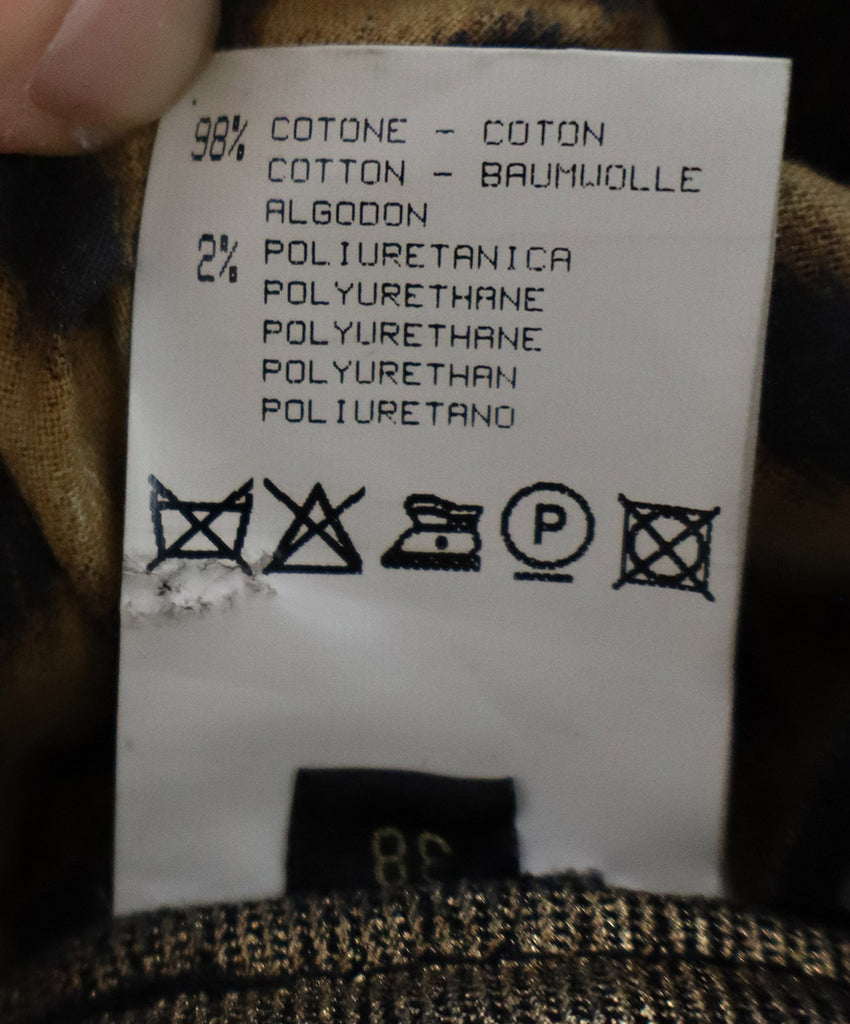 98% COTONE - COTON
COTTON - BAUMWOLLE
ALGODON
2% POLIURETANICA
POLYURETHANE
POLYURETHANE
POLYURETHAN
POLIURETANO
P
38